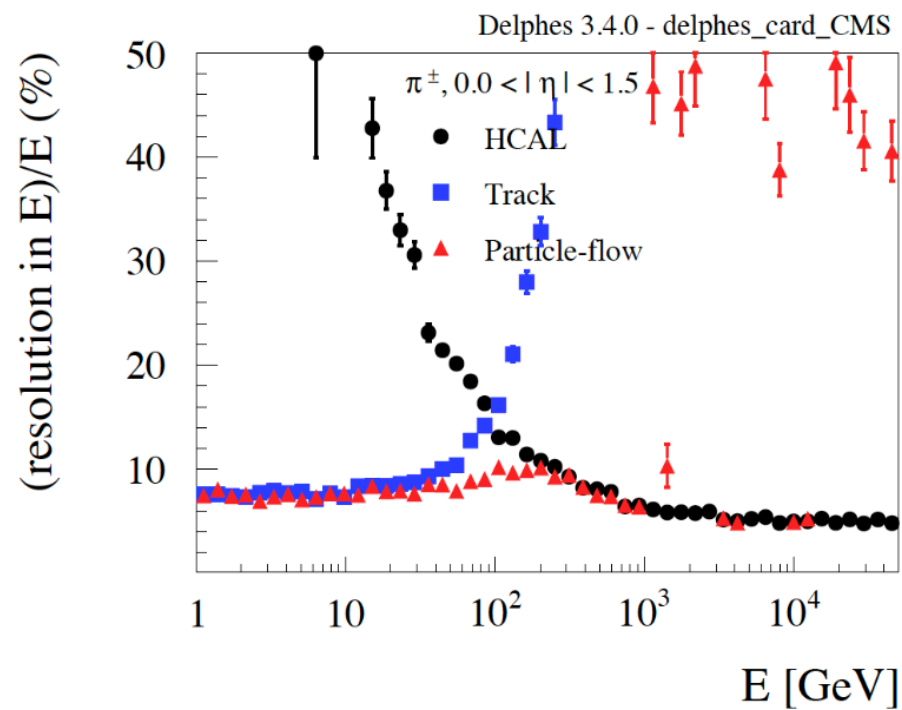 Delphes 3.4.0 - delphes_card_CMS
π±, 0.0 < | η | < 1.5
HCAL
Track
Particle-flow
(resolution in E)/E (%)
50
40
30
20
10
1
10
10²
10³
10⁴
E [GeV]